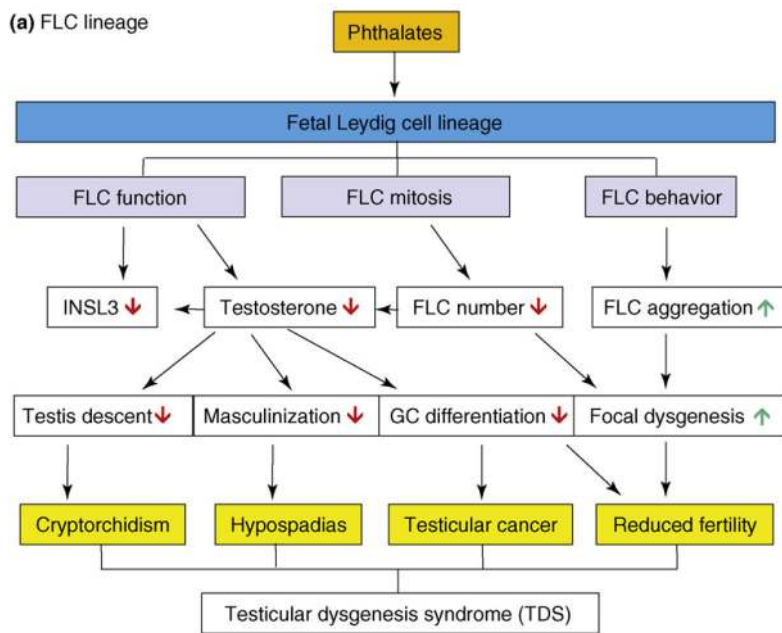 (a) FLC lineage
Phthalates
Fetal Leydig cell lineage
FLC function
FLC mitosis
FLC behavior
INSL3
Testosterone
FLC number
FLC aggregation
Testis descent
Masculinization
GC differentiation
Focal dysgenesis
Cryptorchidism
Hypospadias
Testicular cancer
Reduced fertility
Testicular dysgenesis syndrome (TDS)